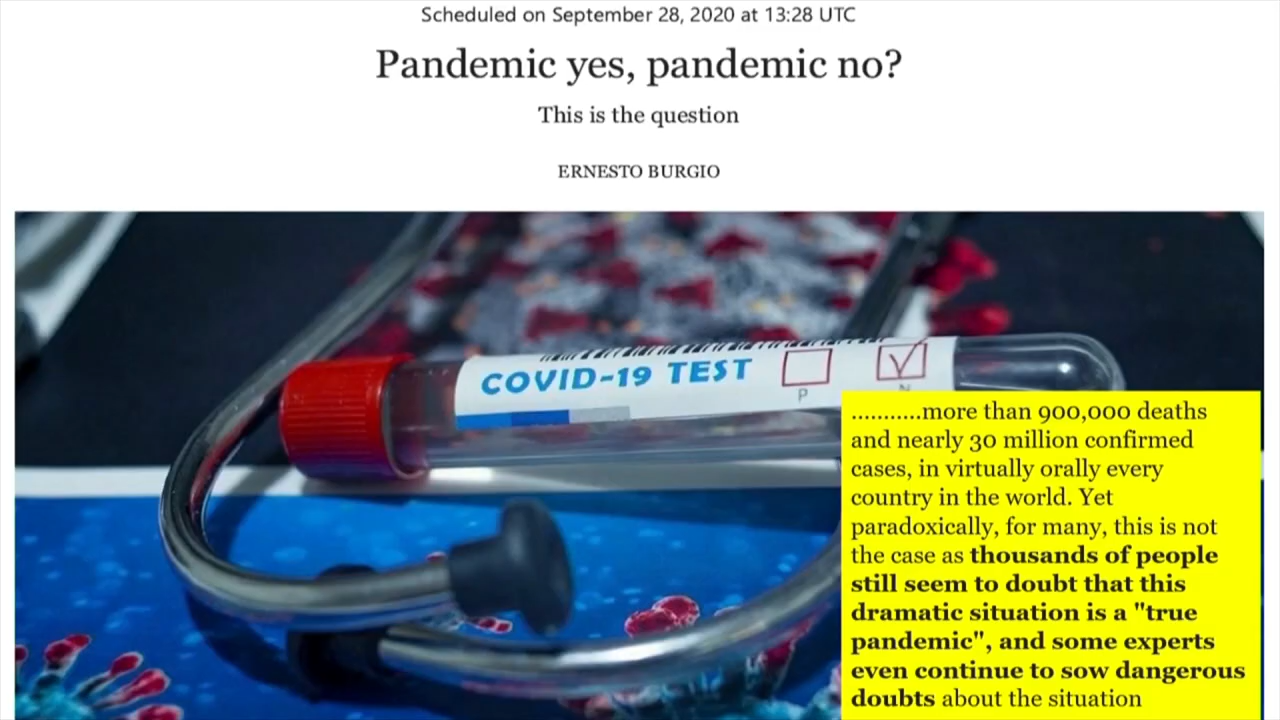 Scheduled on September 28, 2020 at 13:28 UTC
Pandemic yes, pandemic no?
This is the question
ERNESTO BURGIO
COVID-19 TEST
P
N
...........more than 900,000 deaths
and nearly 30 million confirmed
cases, in virtually orally every
country in the world. Yet
paradoxically, for many, this is not
the case as thousands of people
still seem to doubt that this
dramatic situation is a "true
pandemic", and some experts
even continue to sow dangerous
doubts about the situation